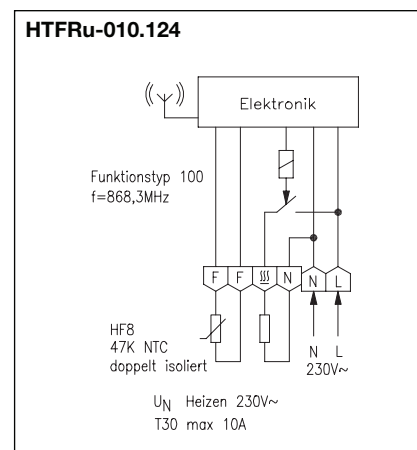 HTFRu-010.124
Elektronik
Funktionstyp 100
f=868,3MHz
F F N N L
HF8
47K NTC
doppelt isoliert
N L
230V~
UN Heizen 230V~
T30 max 10A